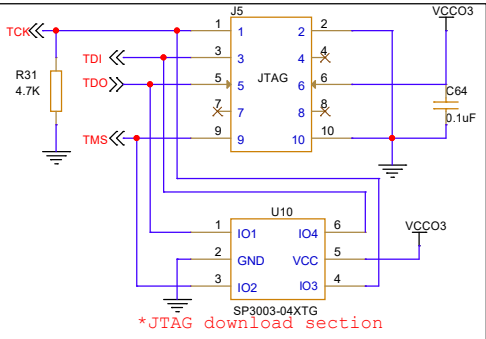 J5
VCCO3
TCK
1 1 2 2
TDI
3 3 4 4
R31
4.7K
TDO
5 5 JTAG 6 6
C64
0.1uF
7 7 8 8
TMS
9 9 10 10
U10
VCCO3
1 IO1 IO4 6
2 GND VCC 5
3 IO2 IO3 4
SP3003-04XTG
*JTAG download section